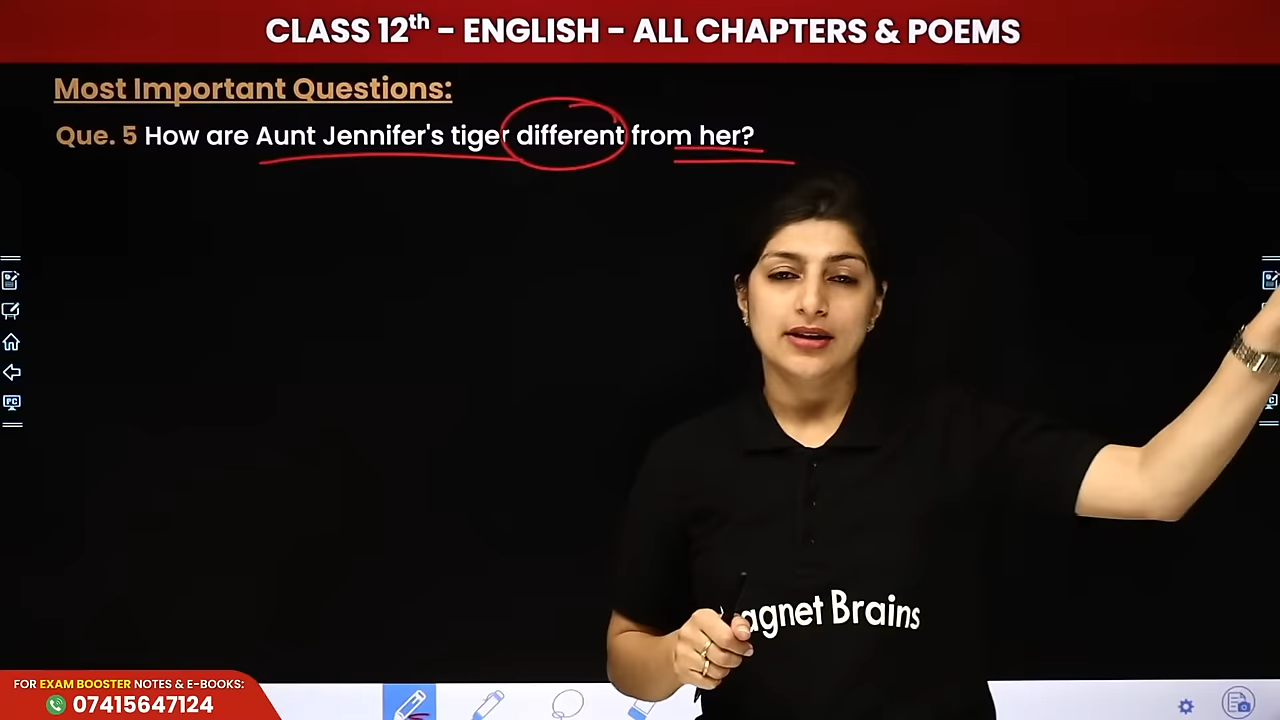 CLASS 12th - ENGLISH - ALL CHAPTERS & POEMS
Most Important Questions:
Que. 5 How are Aunt Jennifer's tiger different from her?
agnet Brains
FOR EXAM BOOSTER NOTES & E-BOOKS:
07415647124